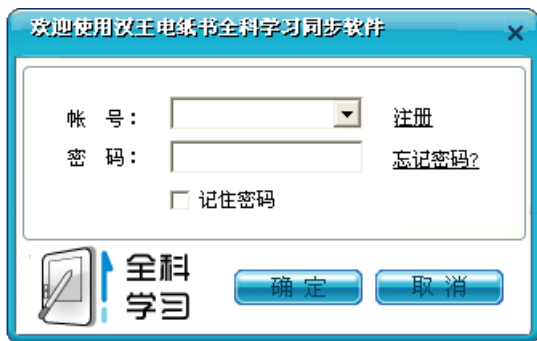 欢迎使用汉王电纸书全科学习同步软件
帐 号： 注册
密 码： 忘记密码?
记住密码
全科
学习
确 定 取 消